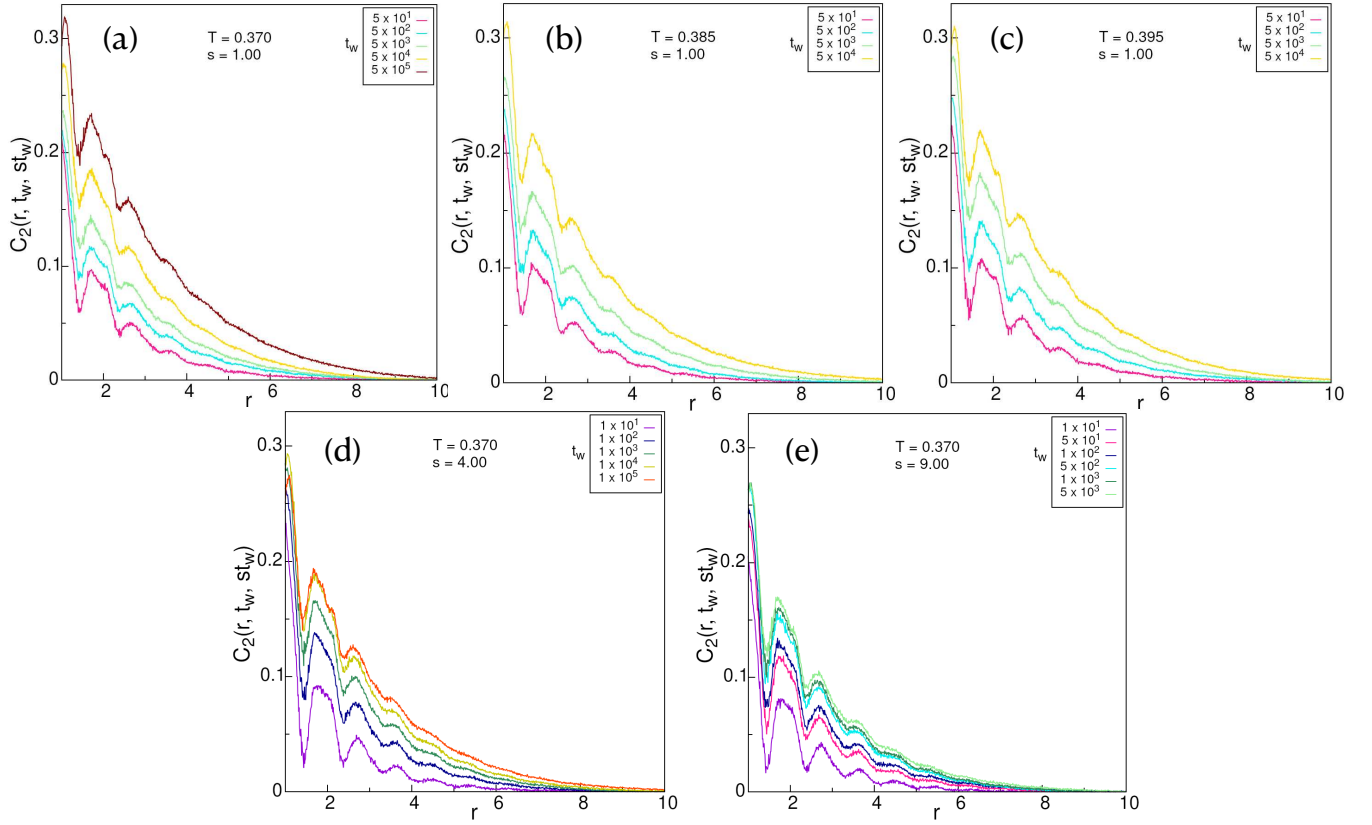 (a)
T = 0.370
s = 1.00
t_w
5 x 10^1
5 x 10^2
5 x 10^3
5 x 10^4
5 x 10^5
C_2(r, t_w, st_w)
0.3
0.2
0.1
0
2 4 6 8 10
r
(b)
T = 0.385
s = 1.00
t_w
5 x 10^1
5 x 10^2
5 x 10^3
5 x 10^4
C_2(r, t_w, st_w)
0.3
0.2
0.1
0
2 4 6 8 10
r
(c)
T = 0.395
s = 1.00
t_w
5 x 10^1
5 x 10^2
5 x 10^3
5 x 10^4
C_2(r, t_w, st_w)
0.3
0.2
0.1
0
2 4 6 8 10
r
(d)
T = 0.370
s = 4.00
t_w
1 x 10^1
1 x 10^2
1 x 10^3
1 x 10^4
1 x 10^5
C_2(r, t_w, st_w)
0.3
0.2
0.1
0
2 4 6 8 10
r
(e)
T = 0.370
s = 9.00
t_w
1 x 10^1
5 x 10^1
1 x 10^2
5 x 10^2
1 x 10^3
5 x 10^3
C_2(r, t_w, st_w)
0.3
0.2
0.1
0
2 4 6 8 10
r